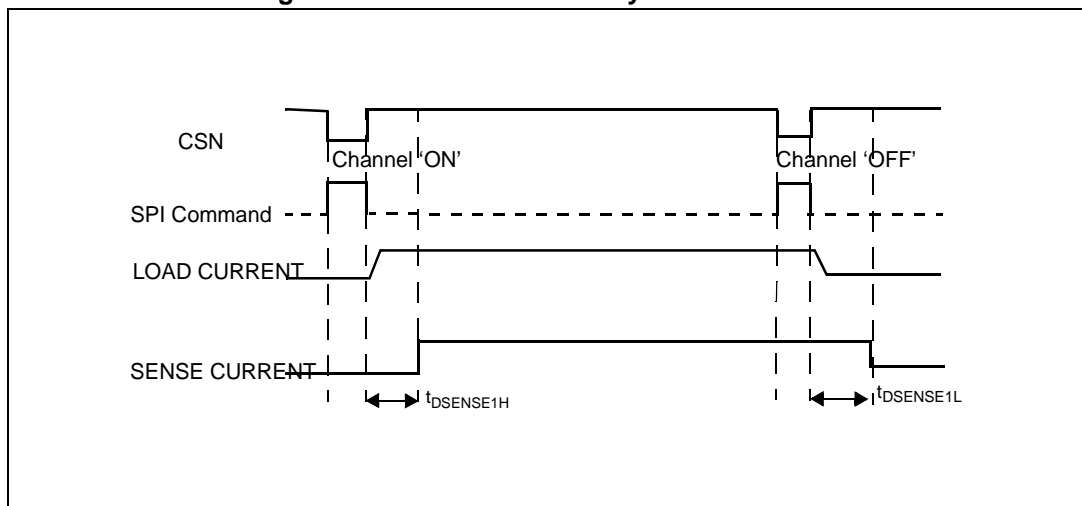 CSN
Channel 'ON'
Channel 'OFF'
SPI Command
LOAD CURRENT
SENSE CURRENT
tDSENSE1H
tDSENSE1L